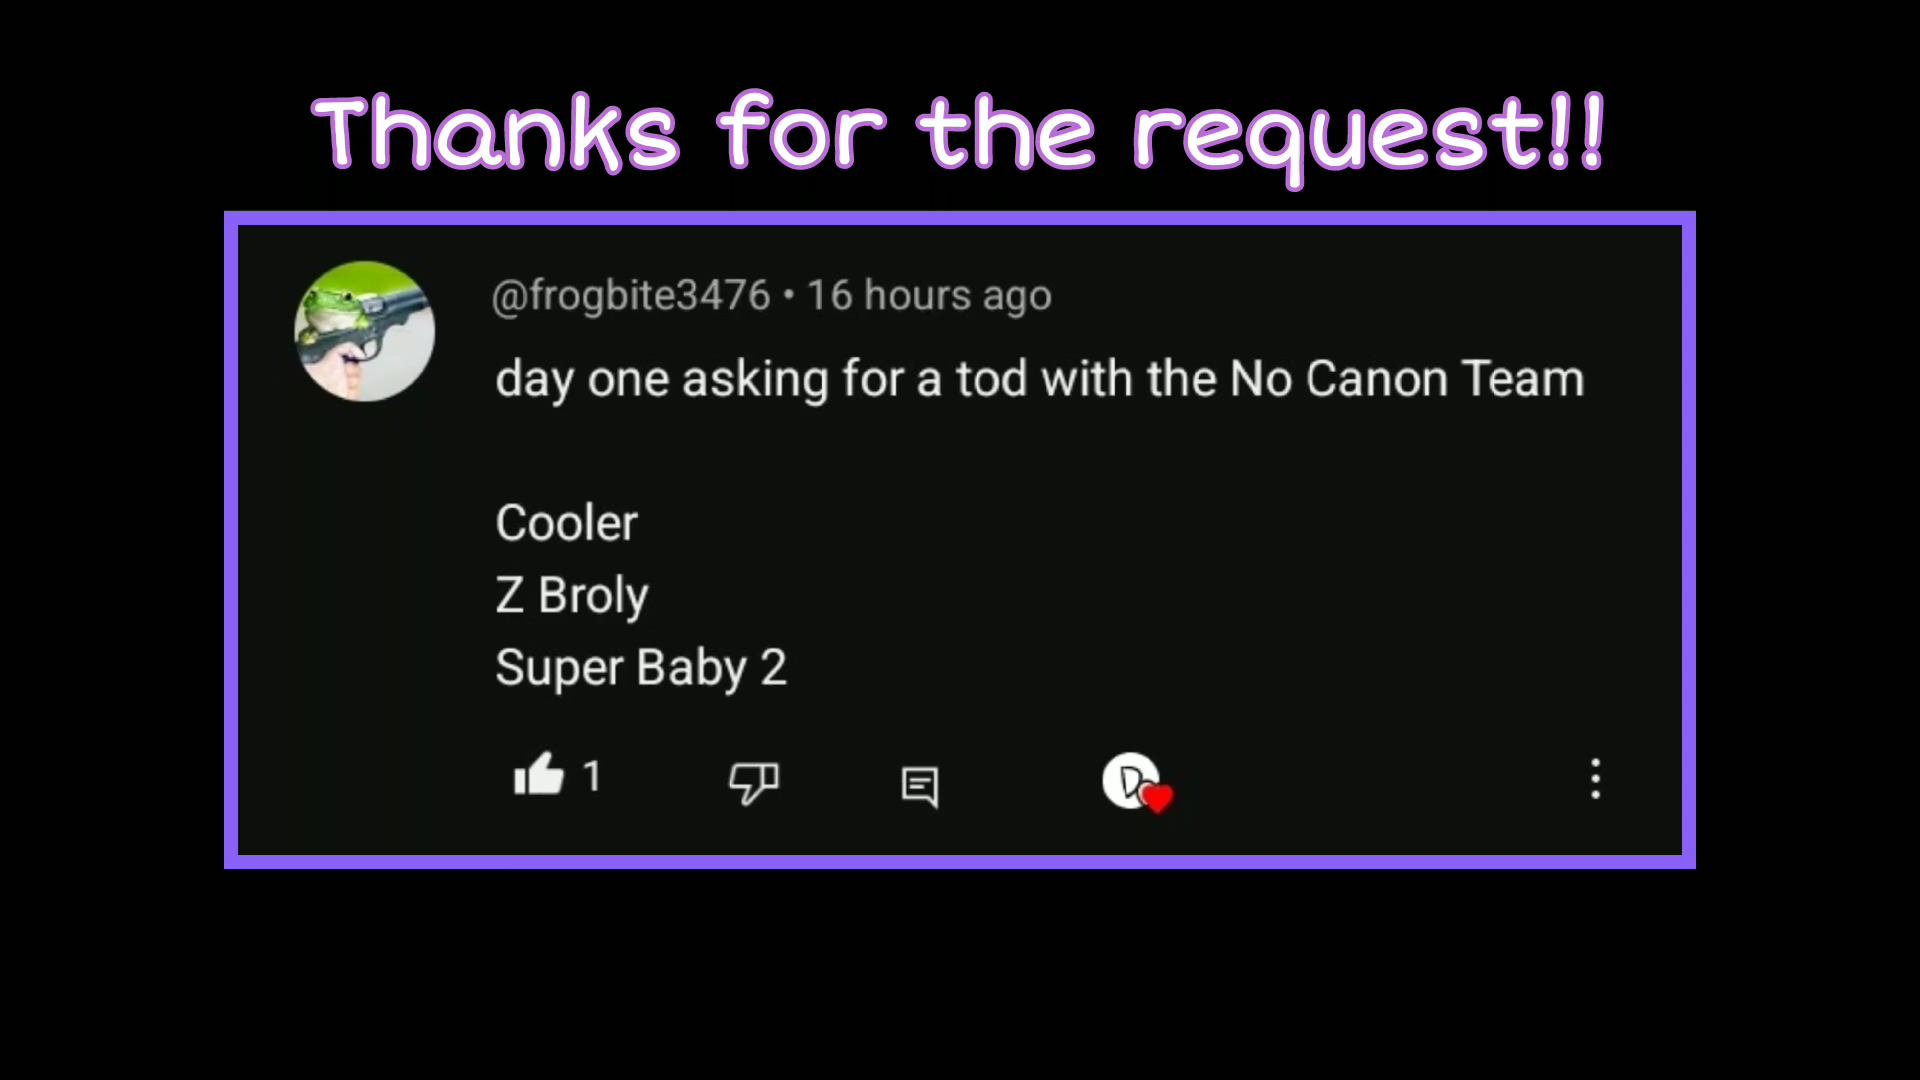 Thanks for the request!!
@frogbite3476 • 16 hours ago
day one asking for a tod with the No Canon Team
Cooler
Z Broly
Super Baby 2
1
D